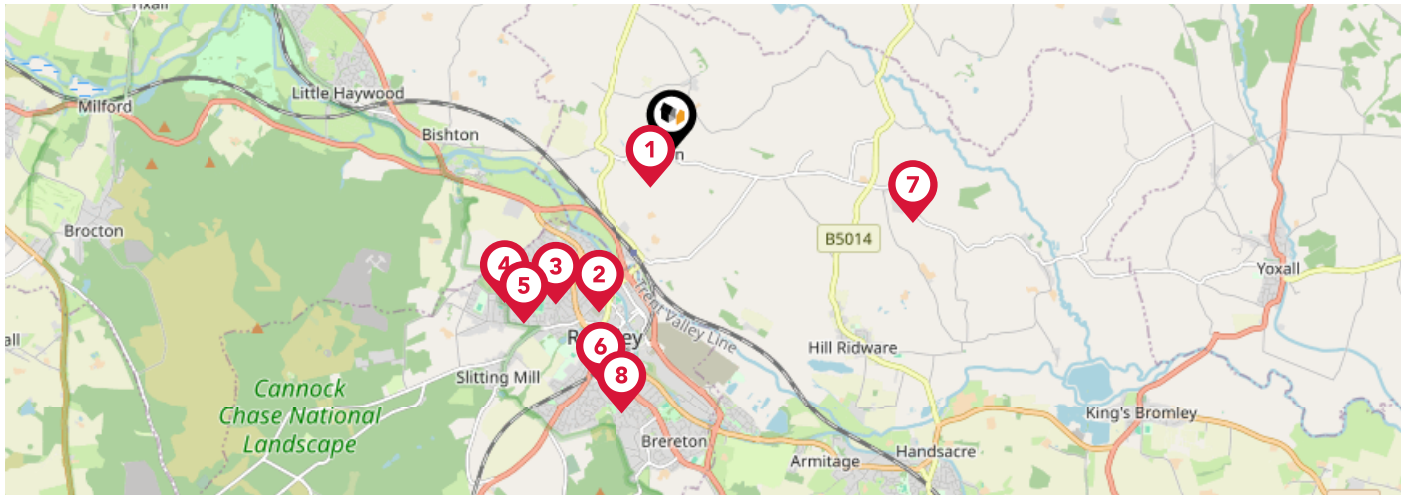 Milford
Little Haywood
Bishton
1
7
Brocton
B5014
4
3
2
5
Yoxall
Trent Valley Line
6
Hill Ridware
8
Slitting Mill
Cannock
Chase National
Landscape
King's Bromley
Brereton
Armitage
Handsacre